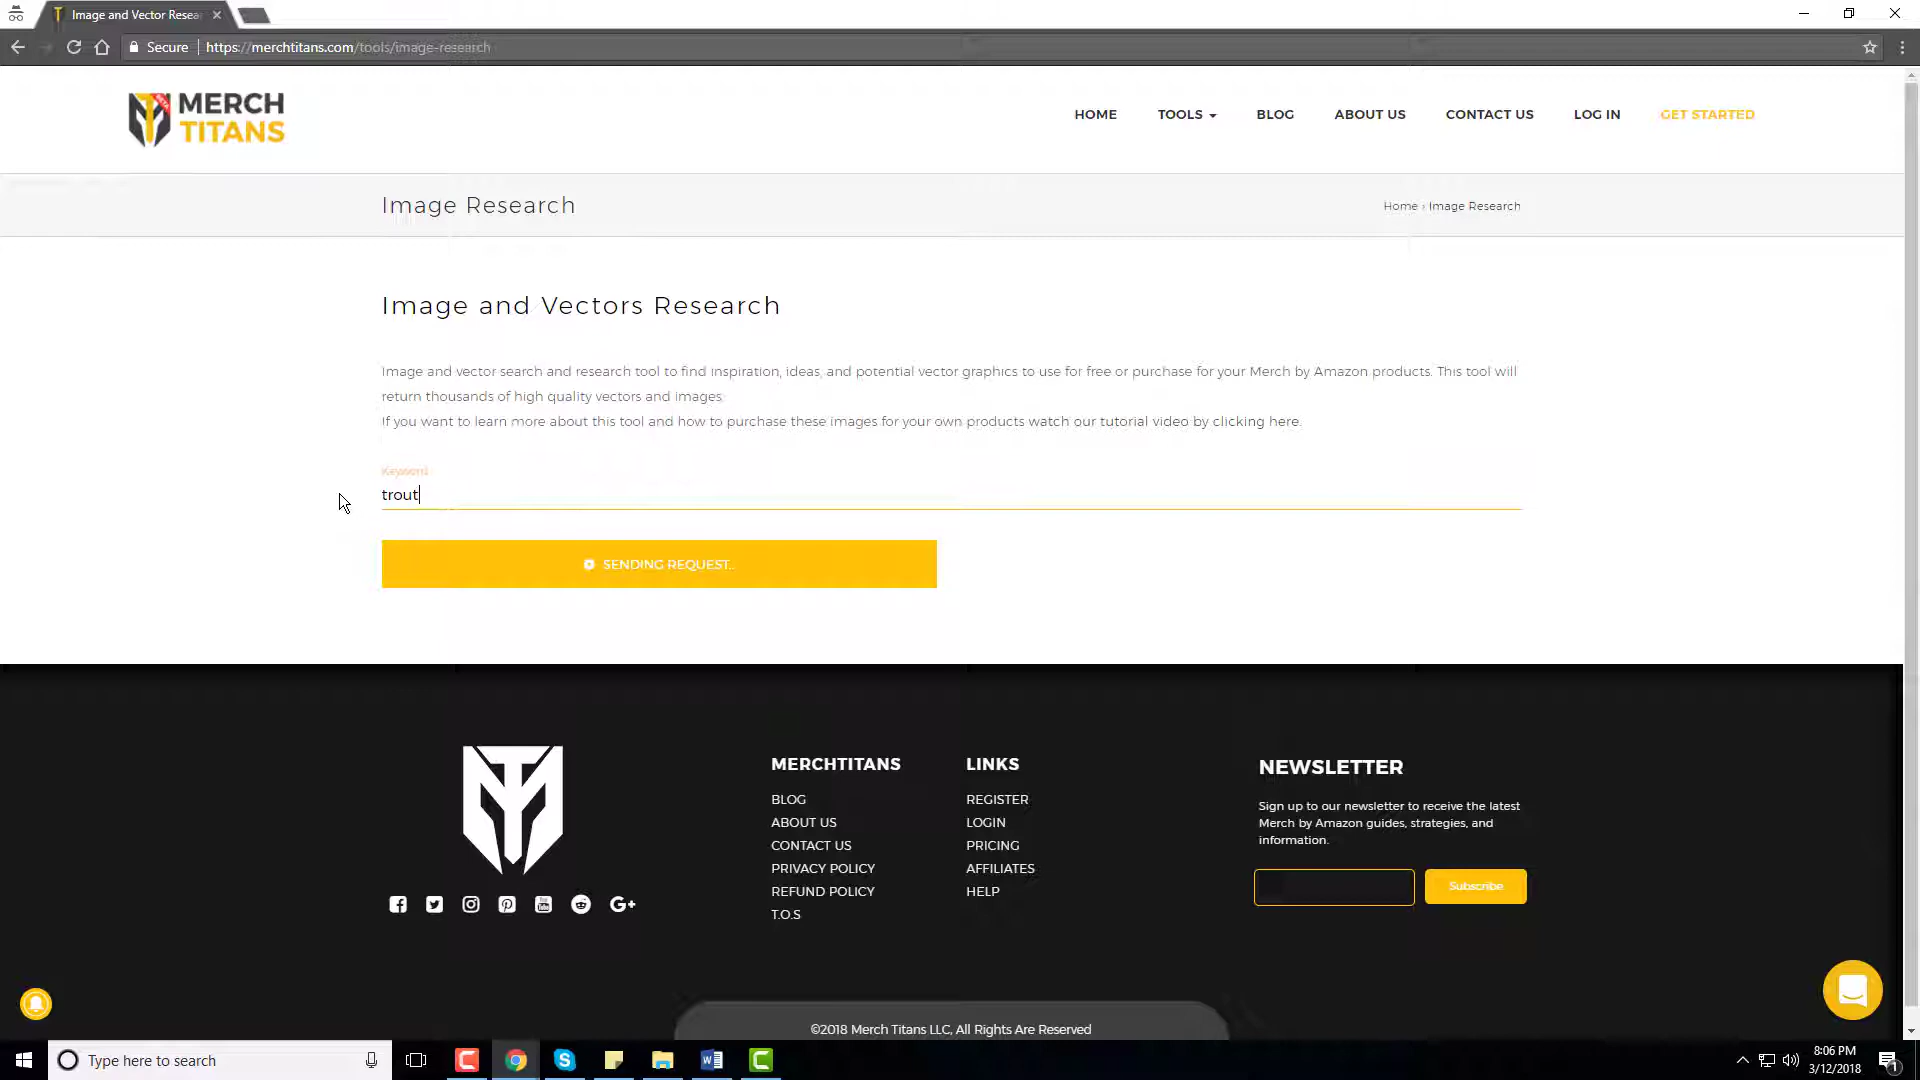 Image and Vector Resea
Secure https://merchtitans.com/tools/image-research
MERCH
TITANS
HOME TOOLS BLOG ABOUT US CONTACT US LOG IN GET STARTED
Image Research
Home › Image Research
Image and Vectors Research
Image and vector search and research tool to find inspiration, ideas, and potential vector graphics to use for free or purchase for your Merch by Amazon products. This tool will
return thousands of high quality vectors and images.
If you want to learn more about this tool and how to purchase these images for your own products watch our tutorial video by clicking here.
Keyword
trout
SENDING REQUEST..
MERCHTITANS
BLOG
ABOUT US
CONTACT US
PRIVACY POLICY
REFUND POLICY
T.O.S
LINKS
REGISTER
LOGIN
PRICING
AFFILIATES
HELP
NEWSLETTER
Sign up to our newsletter to receive the latest
Merch by Amazon guides, strategies, and
information.
Subscribe
©2018 Merch Titans LLC, All Rights Are Reserved
Type here to search
8:06 PM
3/12/2018